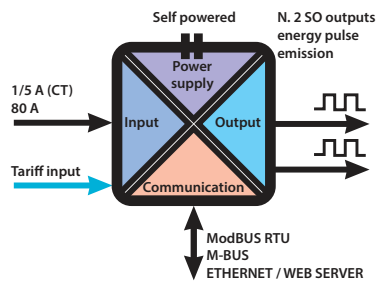 Self powered
N. 2 SO outputs
energy pulse
emission
Power
supply
1/5 A (CT)
80 A
Input
Output
Tariff input
Communication
ModBUS RTU
M-BUS
ETHERNET / WEB SERVER